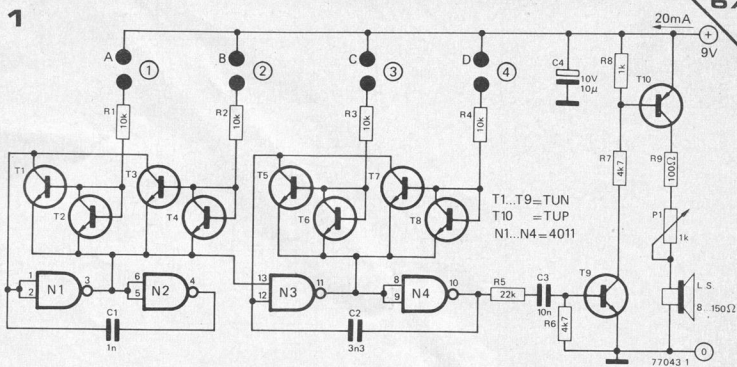 1
6
20mA
9V
A
1
B
2
C
3
D
4
C4
10V
10µ
R8
1k
T10
R1
10k
R2
10k
R3
10k
R4
10k
R7
4k7
R9
100Ω
P1
1k
T1
T2
T3
T4
T5
T6
T7
T8
T1...T9=TUN
T10 =TUP
N1...N4=4011
1
2
N1
3
6
5
N2
4
13
12
N3
11
8
9
N4
10
R5
22k
C3
10n
R6
4k7
T9
L.S.
8...150Ω
C1
1n
C2
3n3
77043 1
0